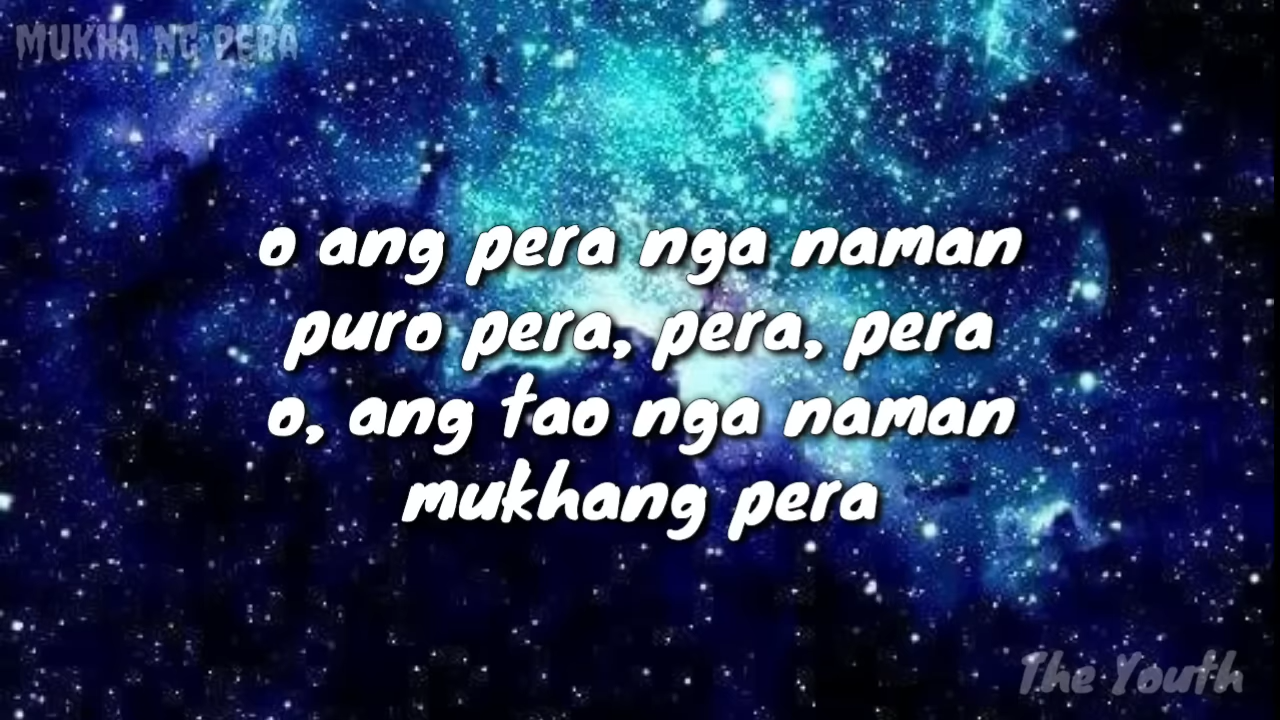 MUKHA NG PERA
o ang pera nga naman
puro pera, pera, pera
o, ang tao nga naman
mukhang pera
The Youth